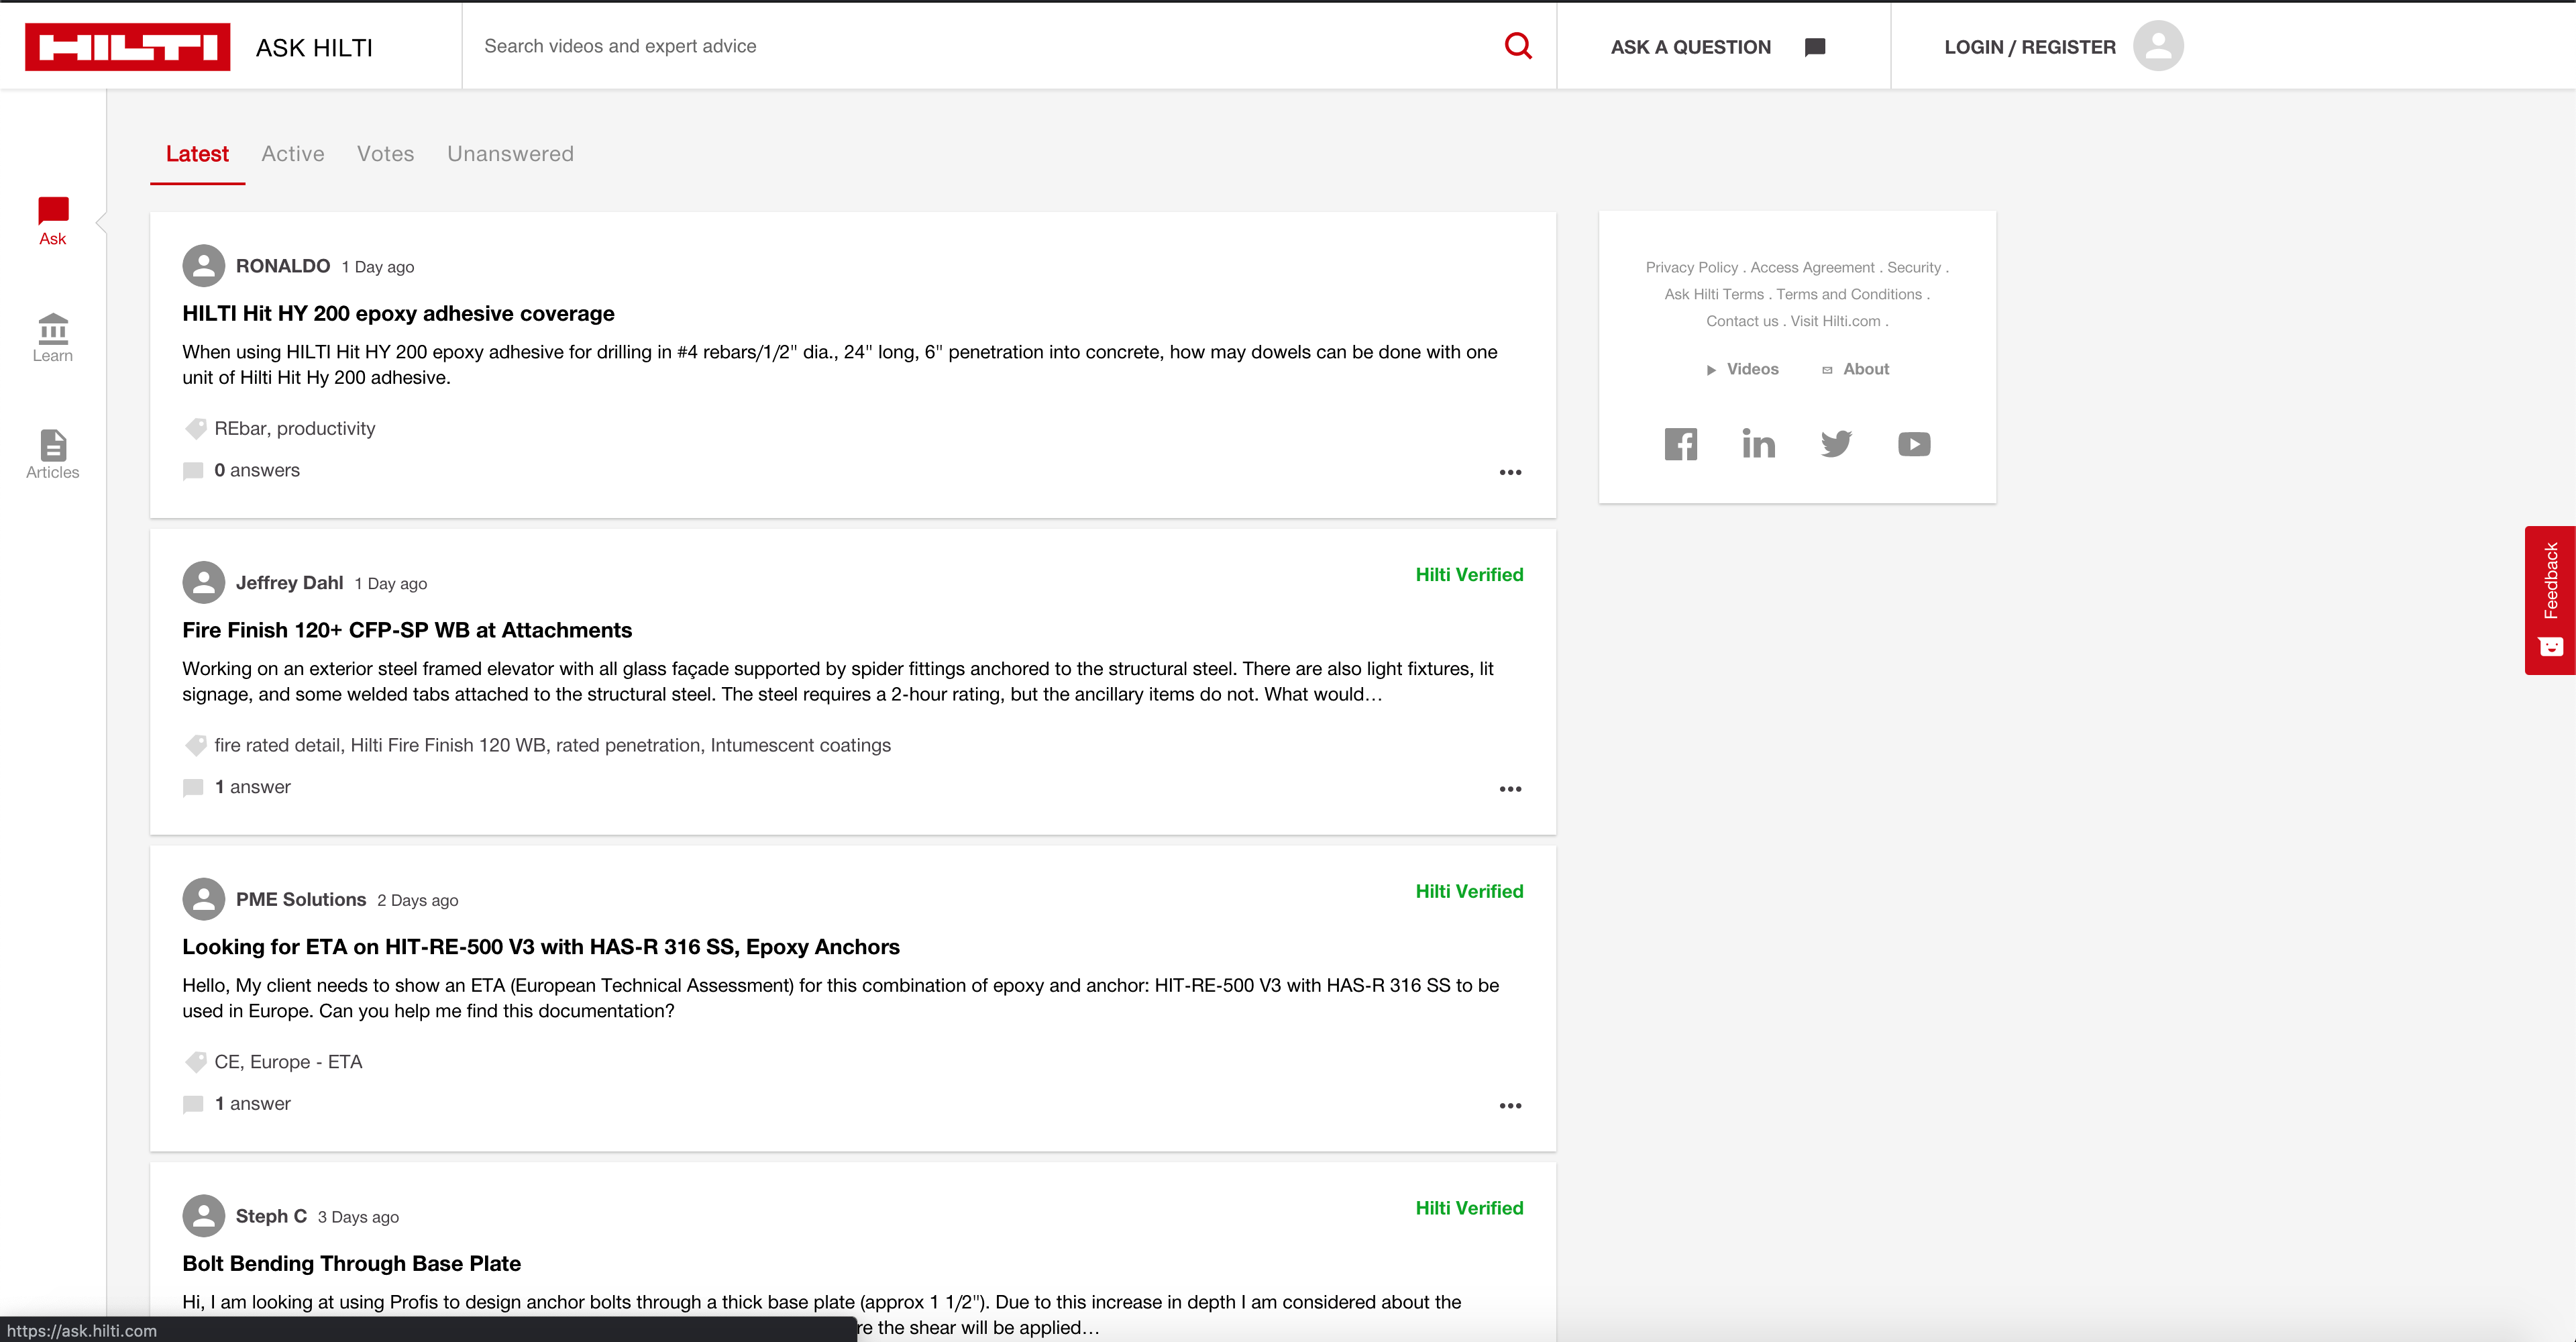 HILTI ASK HILTI
Search videos and expert advice
ASK A QUESTION
LOGIN / REGISTER
Ask
Learn
Articles
Latest Active Votes Unanswered
RONALDO 1 Day ago
HILTI Hit HY 200 epoxy adhesive coverage
When using HILTI Hit HY 200 epoxy adhesive for drilling in #4 rebars/1/2" dia., 24" long, 6" penetration into concrete, how may dowels can be done with one
unit of Hilti Hit Hy 200 adhesive.
REbar, productivity
0 answers
Jeffrey Dahl 1 Day ago
Hilti Verified
Fire Finish 120+ CFP-SP WB at Attachments
Working on an exterior steel framed elevator with all glass façade supported by spider fittings anchored to the structural steel. There are also light fixtures, lit
signage, and some welded tabs attached to the structural steel. The steel requires a 2-hour rating, but the ancillary items do not. What would…
fire rated detail, Hilti Fire Finish 120 WB, rated penetration, Intumescent coatings
1 answer
PME Solutions 2 Days ago
Hilti Verified
Looking for ETA on HIT-RE-500 V3 with HAS-R 316 SS, Epoxy Anchors
Hello, My client needs to show an ETA (European Technical Assessment) for this combination of epoxy and anchor: HIT-RE-500 V3 with HAS-R 316 SS to be
used in Europe. Can you help me find this documentation?
CE, Europe - ETA
1 answer
Steph C 3 Days ago
Hilti Verified
Bolt Bending Through Base Plate
Hi, I am looking at using Profis to design anchor bolts through a thick base plate (approx 1 1/2"). Due to this increase in depth I am considered about the
re the shear will be applied…
https://ask.hilti.com
Privacy Policy . Access Agreement . Security .
Ask Hilti Terms . Terms and Conditions .
Contact us . Visit Hilti.com .
Videos About
Feedback